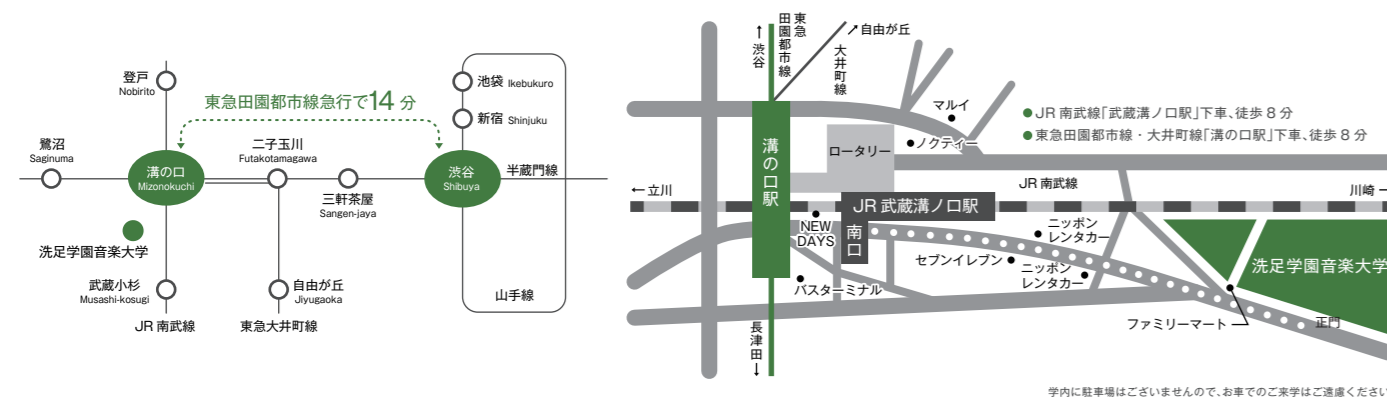 登戸
Nobirito
東急田園都市線急行で14分
池袋 Ikebukuro
新宿 Shinjuku
鷺沼
Saginuma
溝の口
Mizonokuchi
二子玉川
Futakotamagawa
三軒茶屋
Sangen-jaya
渋谷
Shibuya
半蔵門線
洗足学園音楽大学
武蔵小杉
Musashi-kosugi
JR 南武線
自由が丘
Jiyugaoka
東急大井町線
山手線
←渋谷
東急
田園都市線
↗自由が丘
大井町線
マルイ
●ノクティー
ロータリー
溝の口駅
●JR 南武線「武蔵溝ノ口駅」下車、徒歩 8 分
●東急田園都市線・大井町線「溝の口駅」下車、徒歩 8 分
←立川
JR 南武線
川崎
JR 武蔵溝ノ口駅
南口
NEW
DAYS
ニッポン
レンタカー
セブンイレブン
ニッポン
レンタカー
バスターミナル
洗足学園音楽大学
ファミリーマート
正門
長津田→
学内に駐車場はございませんので、お車でのご来学はご遠慮ください